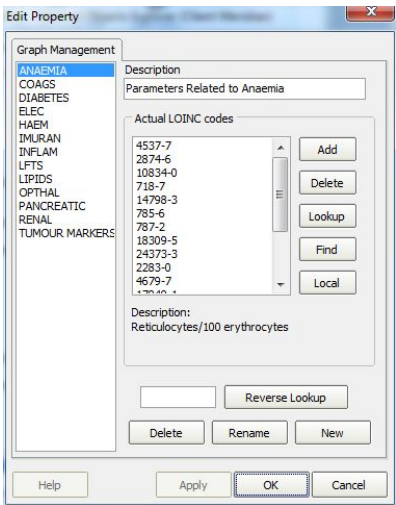 Edit Property
Graph Management
ANAEMIA
COAGS
DIABETES
ELEC
HAEM
IMURAN
INFLAM
LFTS
LIPIDS
OPTHAL
PANCREATIC
RENAL
TUMOUR MARKERS
Description
Parameters Related to Anaemia
Actual LOINC codes
4537-7
2874-6
10834-0
718-7
14798-3
785-6
787-2
18309-5
24373-3
2283-0
4679-7
Add
Delete
Lookup
Find
Local
Description:
Reticulocytes/100 erythrocytes
Reverse Lookup
Delete
Rename
New
Help
Apply
OK
Cancel